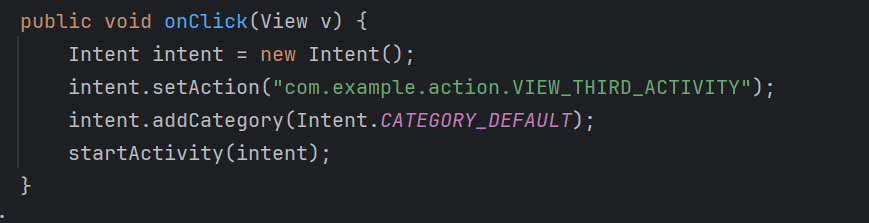 public void onClick(View v) {
    Intent intent = new Intent();
    intent.setAction("com.example.action.VIEW_THIRD_ACTIVITY");
    intent.addCategory(Intent.CATEGORY_DEFAULT);
    startActivity(intent);
}